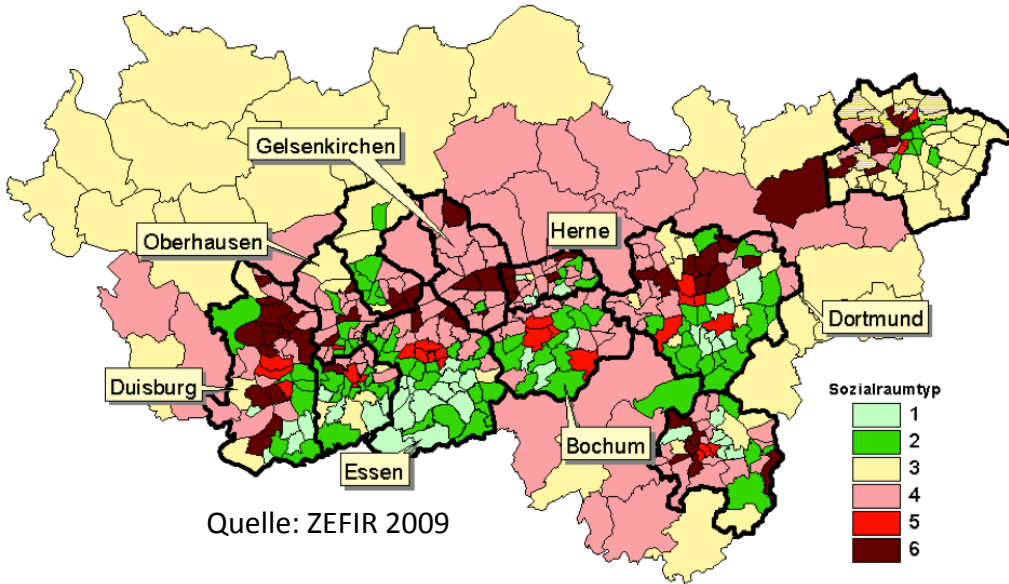 Gelsenkirchen
Herne
Oberhausen
Dortmund
Duisburg
Sozialraumtyp
1
2
3
4
5
6
Bochum
Essen
Quelle: ZEFIR 2009